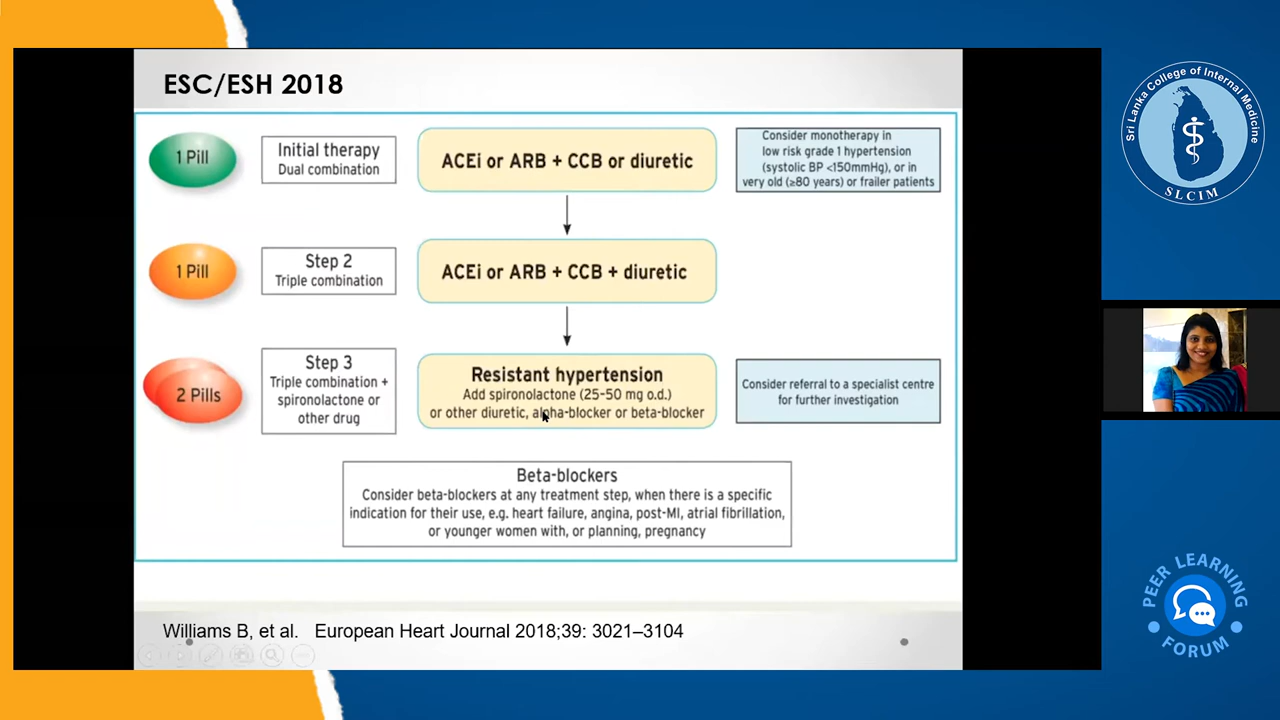 ESC/ESH 2018
1 Pill
Initial therapy
Dual combination
ACEi or ARB + CCB or diuretic
Consider monotherapy in
low risk grade 1 hypertension
(systolic BP <150mmHg), or in
very old (≥80 years) or frailer patients
1 Pill
Step 2
Triple combination
ACEi or ARB + CCB + diuretic
2 Pills
Step 3
Triple combination +
spironolactone or
other drug
Resistant hypertension
Add spironolactone (25-50 mg o.d.)
or other diuretic, alpha-blocker or beta-blocker
Consider referral to a specialist centre
for further investigation
Beta-blockers
Consider beta-blockers at any treatment step, when there is a specific
indication for their use, e.g. heart failure, angina, post-MI, atrial fibrillation,
or younger women with, or planning, pregnancy
Williams B, et al. European Heart Journal 2018;39: 3021–3104
Sri Lanka College of Internal Medicine
SLCIM
PEER LEARNING
FORUM